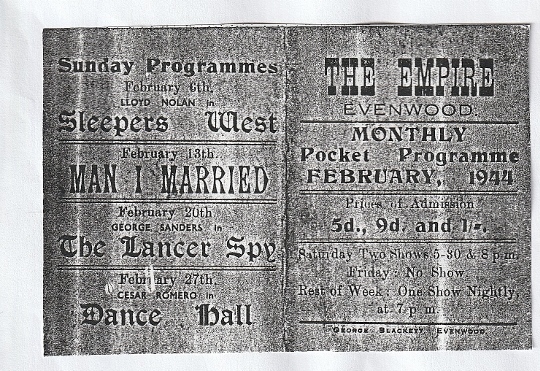 Sunday Programmes
February 6th.
LLOYD NOLAN in
Sleepers West
February 13th.
MAN I MARRIED
February 20th
GEORGE SANDERS in
The Lancer Spy
February 27th.
CESAR ROMERO in
Dance Hall
THE EMPIRE
EVENWOOD.
MONTHLY
Pocket Programme
FEBRUARY, 1944
Prices of Admission
5d., 9d. and 1/-.
Saturday Two Shows 5-30 & 8 p.m.
Friday: No Show
Rest of Week: One Show Nightly,
at 7 p.m.
GEORGE BLACKETT EVENWOOD